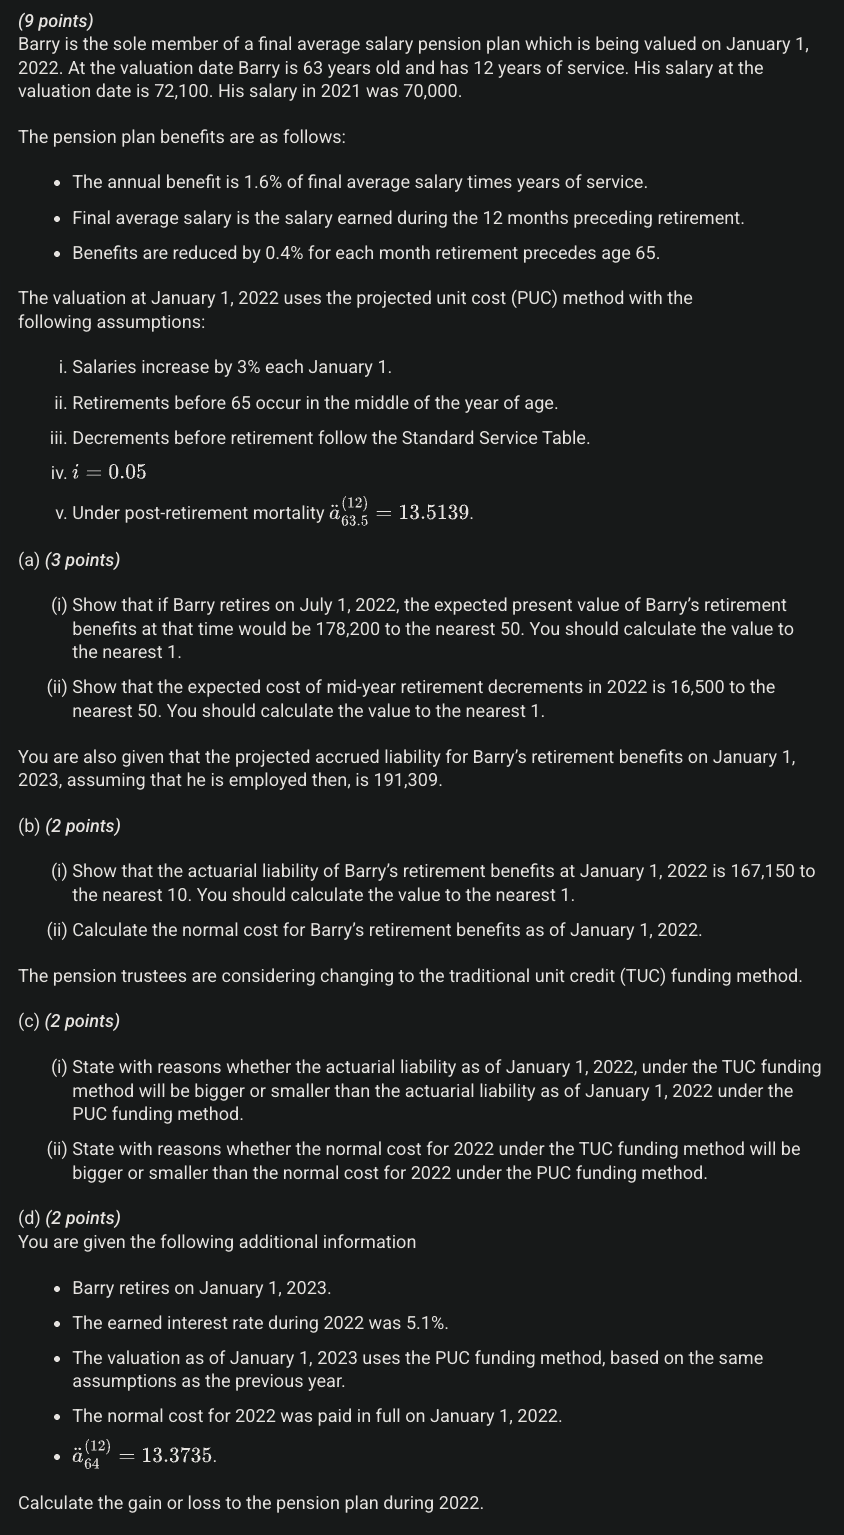 (9 points)
Barry is the sole member of a final average salary pension plan which is being valued on January 1,
2022. At the valuation date Barry is 63 years old and has 12 years of service. His salary at the
valuation date is 72,100. His salary in 2021 was 70,000.
The pension plan benefits are as follows:
• The annual benefit is 1.6% of final average salary times years of service.
• Final average salary is the salary earned during the 12 months preceding retirement.
• Benefits are reduced by 0.4% for each month retirement precedes age 65.
The valuation at January 1, 2022 uses the projected unit cost (PUC) method with the
following assumptions:
i. Salaries increase by 3% each January 1.
ii. Retirements before 65 occur in the middle of the year of age.
iii. Decrements before retirement follow the Standard Service Table.
iv. i = 0.05
v. Under post-retirement mortality ä_{63.5}^{(12)} = 13.5139.
(a) (3 points)
(i) Show that if Barry retires on July 1, 2022, the expected present value of Barry’s retirement
benefits at that time would be 178,200 to the nearest 50. You should calculate the value to
the nearest 1.
(ii) Show that the expected cost of mid-year retirement decrements in 2022 is 16,500 to the
nearest 50. You should calculate the value to the nearest 1.
You are also given that the projected accrued liability for Barry’s retirement benefits on January 1,
2023, assuming that he is employed then, is 191,309.
(b) (2 points)
(i) Show that the actuarial liability of Barry’s retirement benefits at January 1, 2022 is 167,150 to
the nearest 10. You should calculate the value to the nearest 1.
(ii) Calculate the normal cost for Barry’s retirement benefits as of January 1, 2022.
The pension trustees are considering changing to the traditional unit credit (TUC) funding method.
(c) (2 points)
(i) State with reasons whether the actuarial liability as of January 1, 2022, under the TUC funding
method will be bigger or smaller than the actuarial liability as of January 1, 2022 under the
PUC funding method.
(ii) State with reasons whether the normal cost for 2022 under the TUC funding method will be
bigger or smaller than the normal cost for 2022 under the PUC funding method.
(d) (2 points)
You are given the following additional information
• Barry retires on January 1, 2023.
• The earned interest rate during 2022 was 5.1%.
• The valuation as of January 1, 2023 uses the PUC funding method, based on the same
assumptions as the previous year.
• The normal cost for 2022 was paid in full on January 1, 2022.
• ä_{64}^{(12)} = 13.3735.
Calculate the gain or loss to the pension plan during 2022.